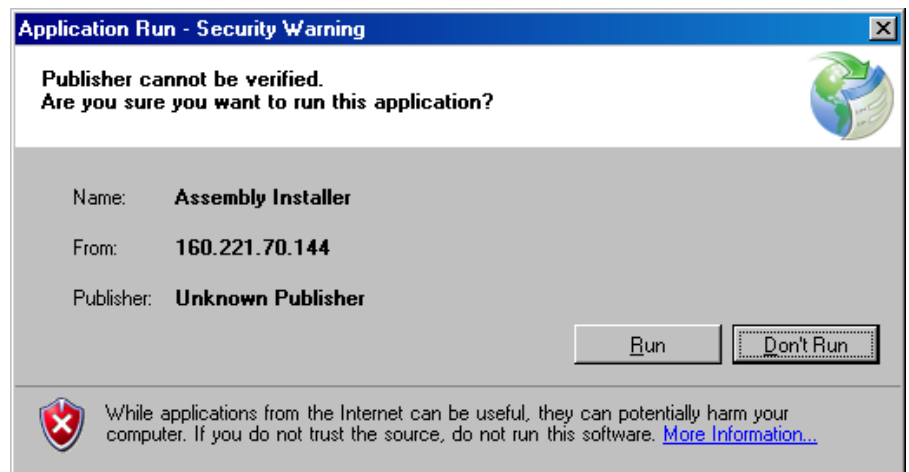 Application Run - Security Warning
Publisher cannot be verified.
Are you sure you want to run this application?
Name: Assembly Installer
From: 160.221.70.144
Publisher: Unknown Publisher
Run Don't Run
While applications from the Internet can be useful, they can potentially harm your
computer. If you do not trust the source, do not run this software. More Information...